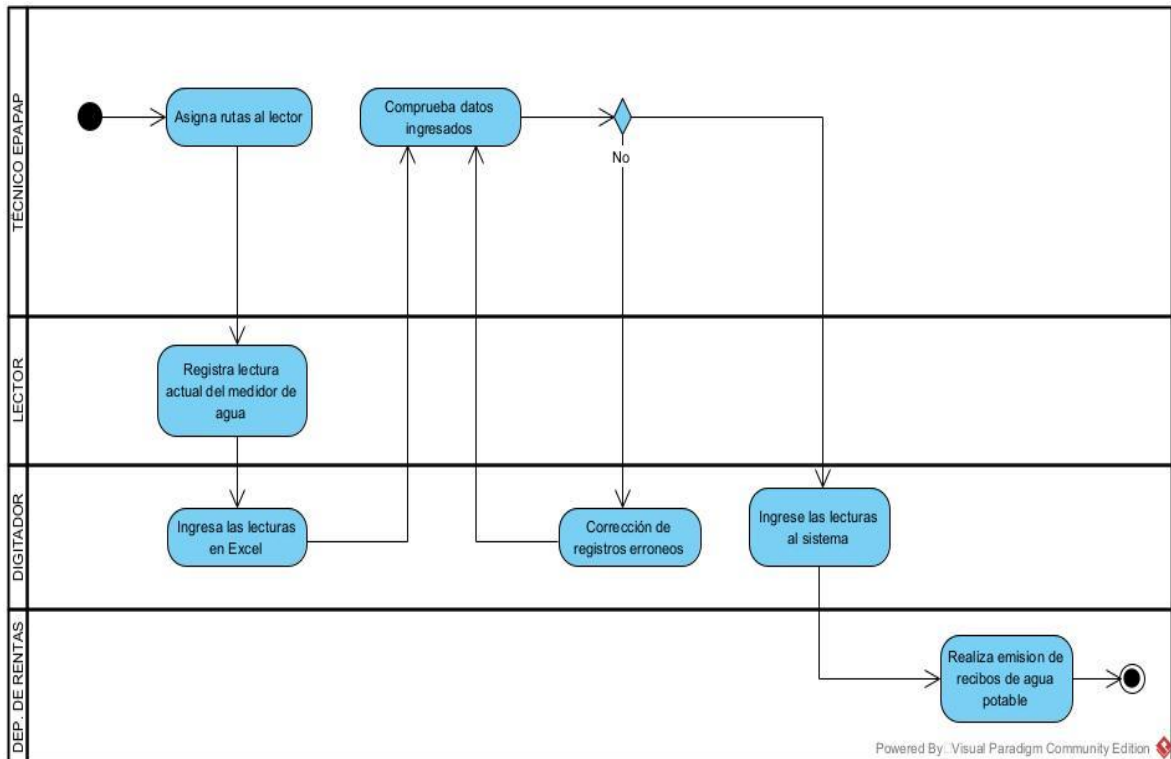 TÉCNICO EPAPAP
Asigna rutas al lector
Comprueba datos
ingresados
No
LECTOR
Registra lectura
actual del medidor de
agua
DIGITADOR
Ingresa las lecturas
en Excel
Corrección de
registros erroneos
Ingrese las lecturas
al sistema
DEP. DE RENTAS
Realiza emision de
recibos de agua
potable
Powered By Visual Paradigm Community Edition